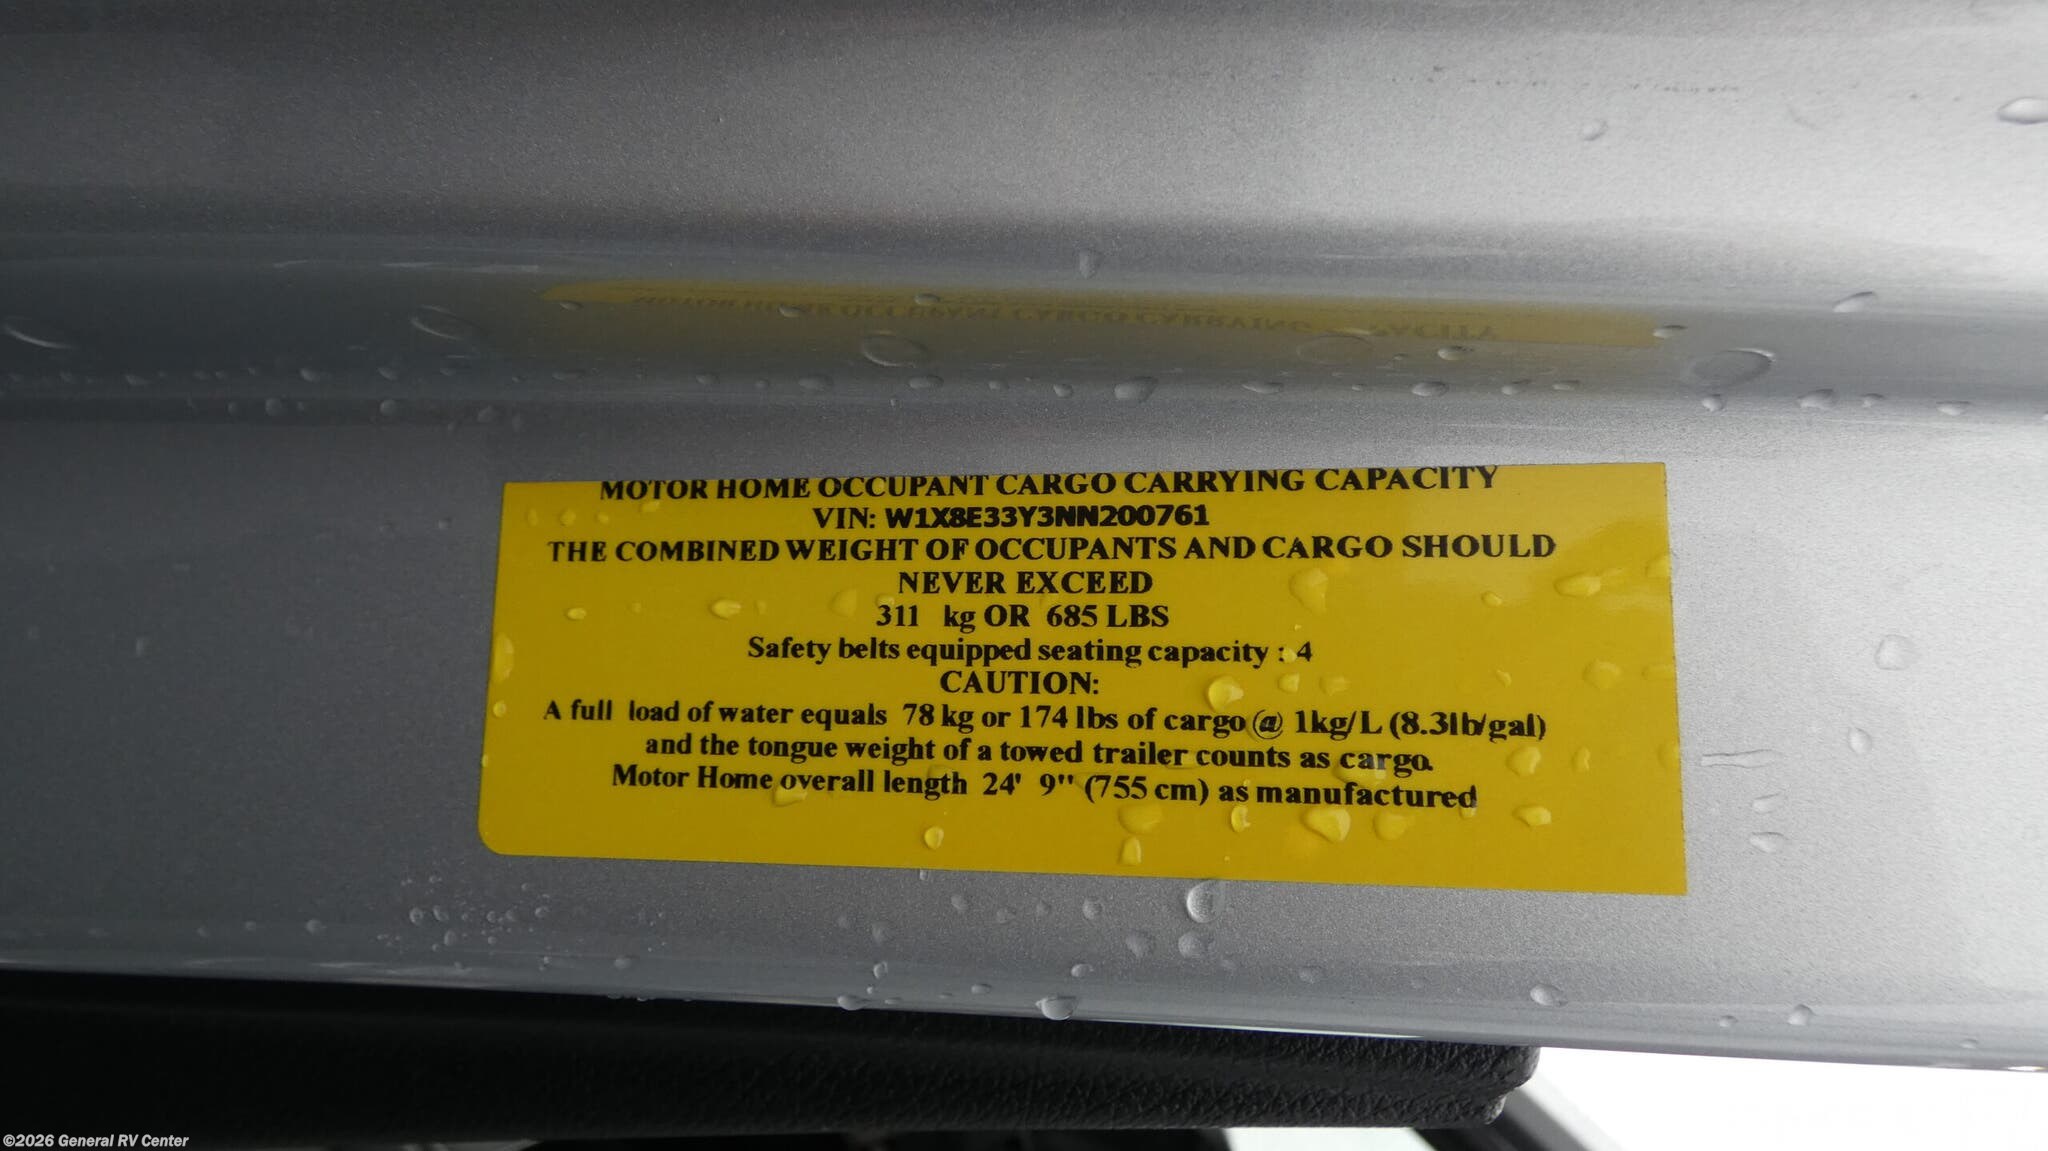 MOTOR HOME OCCUPANT CARGO CARRYING CAPACITY
VIN: W1X8E33Y3NN200761
THE COMBINED WEIGHT OF OCCUPANTS AND CARGO SHOULD
NEVER EXCEED
311 kg OR 685 LBS
Safety belts equipped seating capacity : 4
CAUTION:
A full load of water equals 78 kg or 174 lbs of cargo @ 1kg/L (8.3lb/gal)
and the tongue weight of a towed trailer counts as cargo.
Motor Home overall length 24' 9" (755 cm) as manufactured
©2026 General RV Center